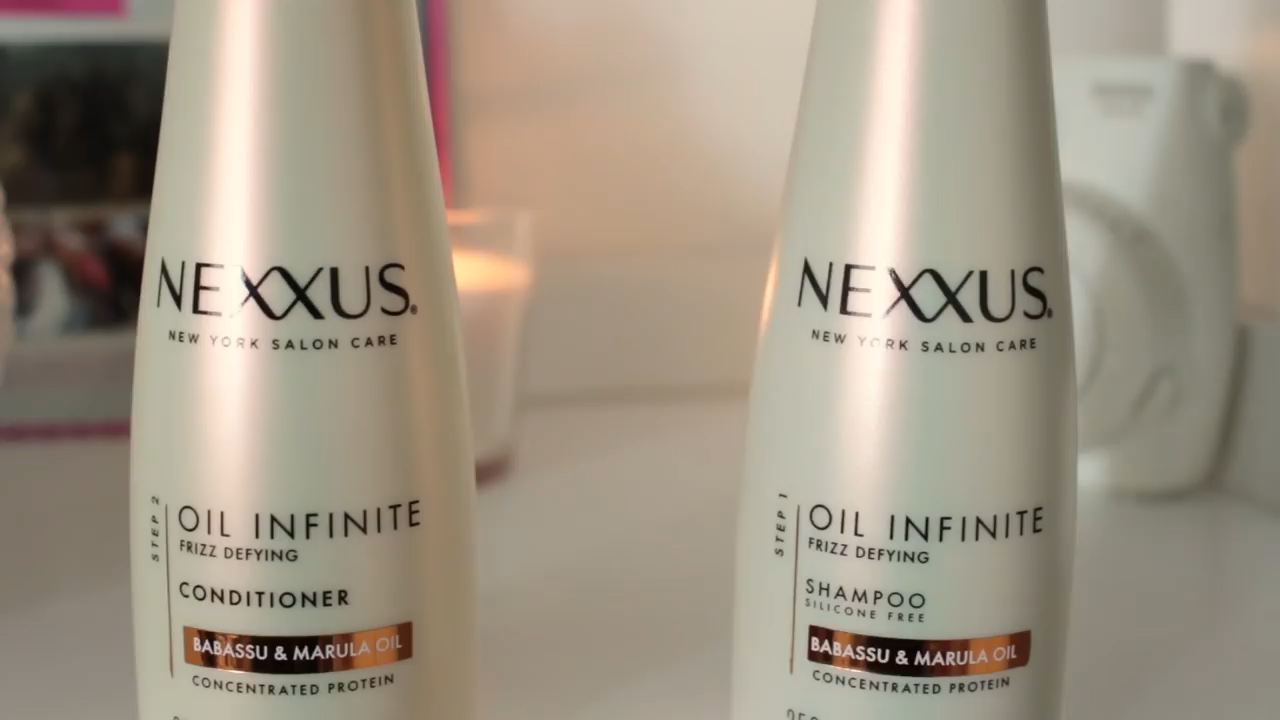 NEXXUS®
NEW YORK SALON CARE
STEP 2
OIL INFINITE
FRIZZ DEFYING
CONDITIONER
BABASSU & MARULA OIL
CONCENTRATED PROTEIN
NEXXUS®
NEW YORK SALON CARE
STEP 1
OIL INFINITE
FRIZZ DEFYING
SHAMPOO
SILICONE FREE
BABASSU & MARULA OIL
CONCENTRATED PROTEIN